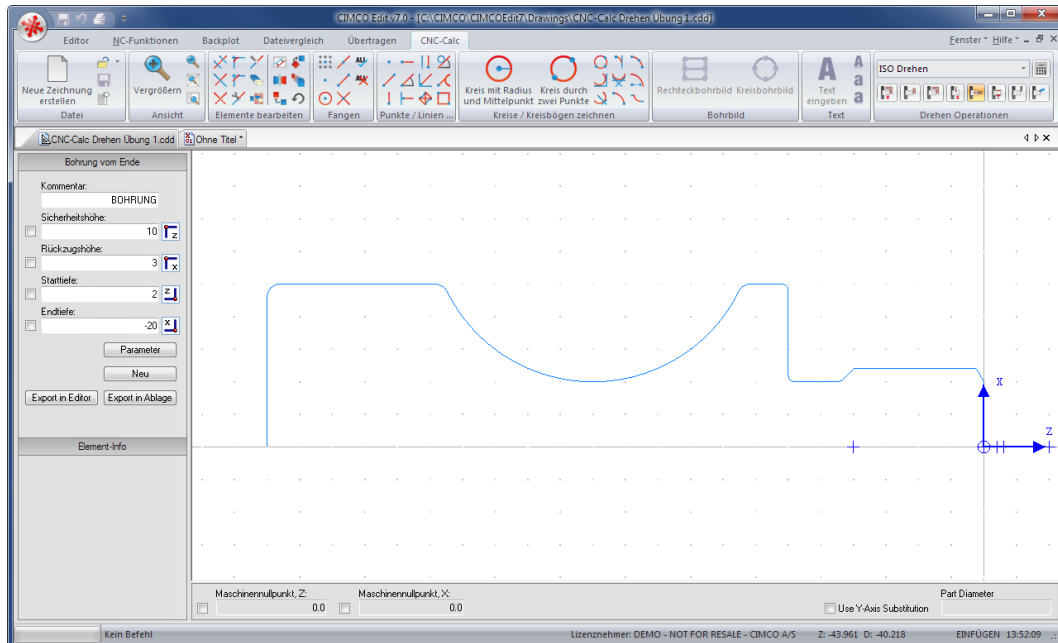 CIMCO Edit v7.0 - [C:\CIMCO\CIMCOEdit7\Drawings\CNC-Calc Drehen Übung 1.cdd]
Editor NC-Funktionen Backplot Dateivergleich Übertragen CNC-Calc Fenster Hilfe
Neue Zeichnung erstellen
Vergrößern
Kreis mit Radius und Mittelpunkt
Kreis durch zwei Punkte
Rechteckbohrbild Kreisbohrbild
Text eingeben
ISO Drehen
Datei Ansicht Elemente bearbeiten Fangen Punkte / Linien ... Kreise / Kreisbögen zeichnen Bohrbild Text Drehen Operationen
CNC-Calc Drehen Übung 1.cdd Ohne Titel *
Bohrung vom Ende
Kommentar:
BOHRUNG
Sicherheitshöhe:
10
Rückzugshöhe:
3
Starttiefe:
2
Endtiefe:
-20
Parameter
Neu
Export in Editor Export in Ablage
Element-Info
X
Z
Maschinennullpunkt, Z: Maschinennullpunkt, X: Part Diameter
0.0 0.0 Use Y-Axis Substitution
Kein Befehl Lizenznehmer: DEMO - NOT FOR RESALE - CIMCO A/S Z: -43.961 D: -40.218 EINFÜGEN 13:52:09